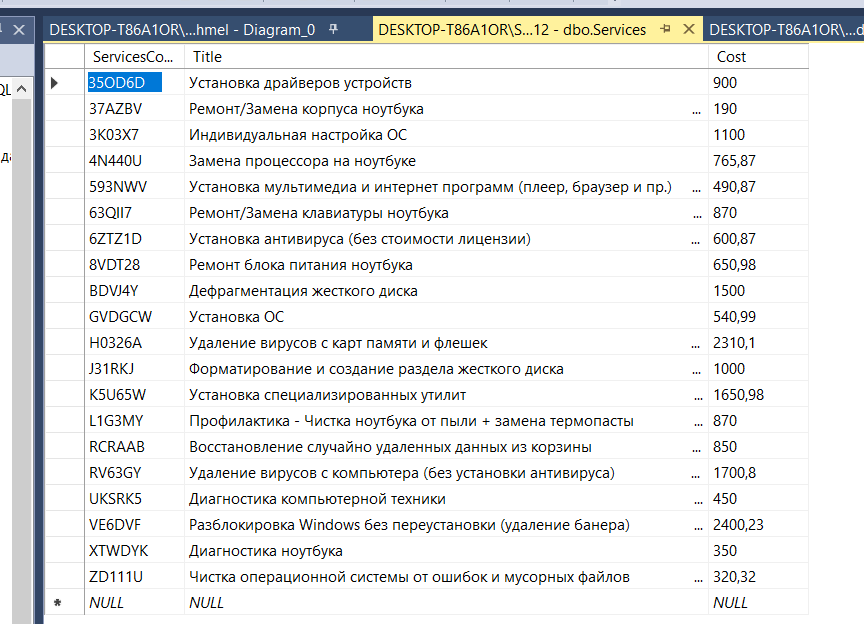 DESKTOP-T86A1OR\...hmel - Diagram_0 DESKTOP-T86A1OR\S...12 - dbo.Services DESKTOP-T86A1OR\...d
ServicesCo... Title Cost
35OD6D Установка драйверов устройств 900
37AZBV Ремонт/Замена корпуса ноутбука ... 190
3K03X7 Индивидуальная настройка ОС 1100
4N440U Замена процессора на ноутбуке 765,87
593NWV Установка мультимедиа и интернет программ (плеер, браузер и пр.) ... 490,87
63QII7 Ремонт/Замена клавиатуры ноутбука ... 870
6ZTZ1D Установка антивируса (без стоимости лицензии) ... 600,87
8VDT28 Ремонт блока питания ноутбука 650,98
BDVJ4Y Дефрагментация жесткого диска 1500
GVDGCW Установка ОС 540,99
H0326A Удаление вирусов с карт памяти и флешек ... 2310,1
J31RKJ Форматирование и создание раздела жесткого диска ... 1000
K5U65W Установка специализированных утилит ... 1650,98
L1G3MY Профилактика - Чистка ноутбука от пыли + замена термопасты ... 870
RCRAAB Восстановление случайно удаленных данных из корзины ... 850
RV63GY Удаление вирусов с компьютера (без установки антивируса) ... 1700,8
UKSRK5 Диагностика компьютерной техники ... 450
VE6DVF Разблокировка Windows без переустановки (удаление банера) ... 2400,23
XTWDYK Диагностика ноутбука 350
ZD111U Чистка операционной системы от ошибок и мусорных файлов ... 320,32
NULL NULL NULL